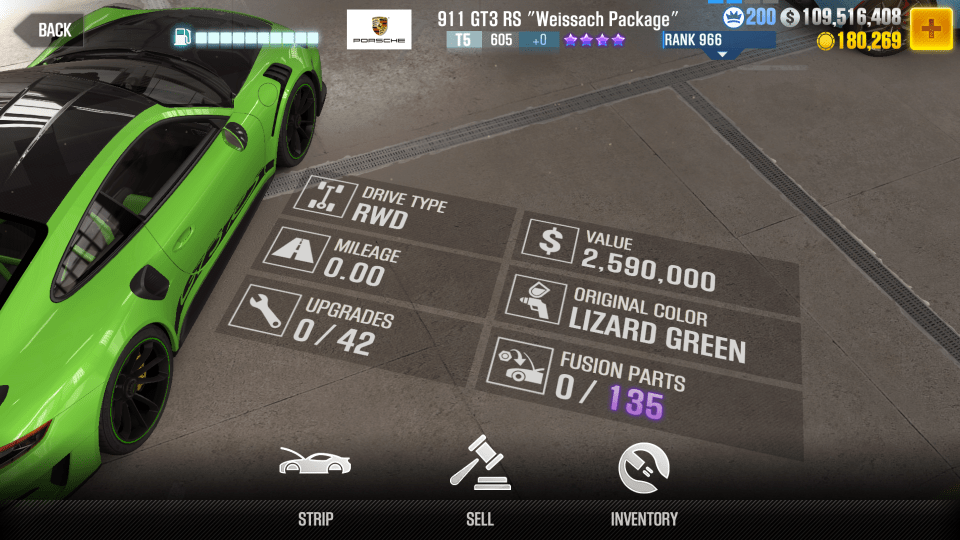 BACK
PORSCHE
911 GT3 RS "Weissach Package"
T5 605 +0
RANK 966
200 $ 109,516,408
180,269
DRIVE TYPE
RWD
MILEAGE
0.00
UPGRADES
0 / 42
$ VALUE
2,590,000
ORIGINAL COLOR
LIZARD GREEN
FUSION PARTS
0 / 135
STRIP
SELL
INVENTORY